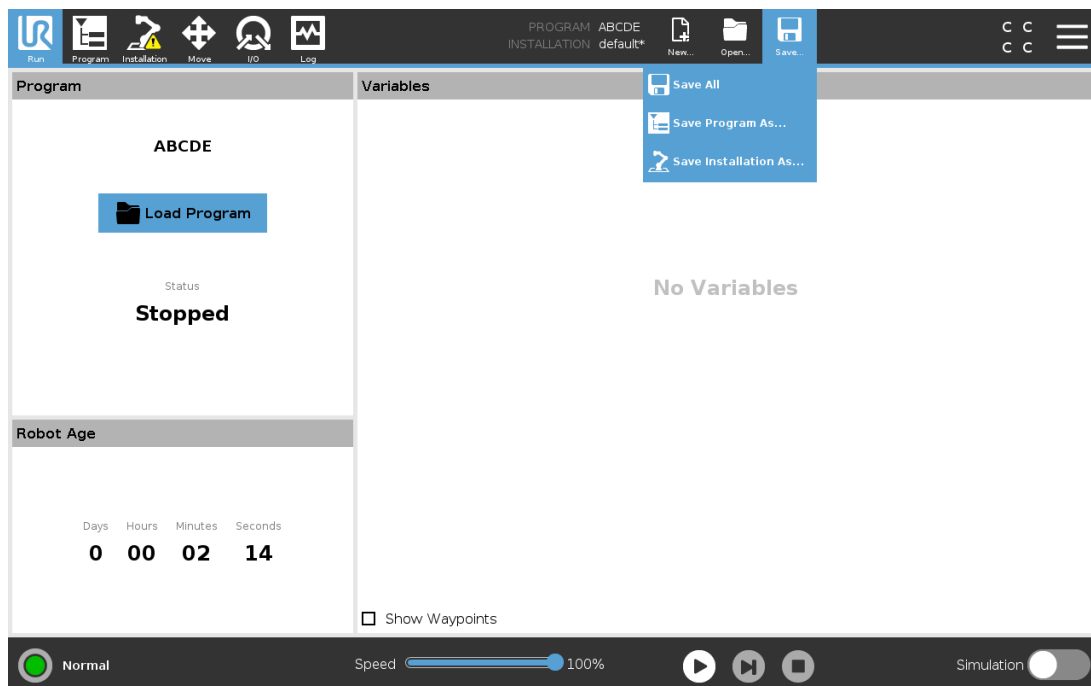 PROGRAM ABCDE
INSTALLATION default*
C C
C C
Run Program Installation Move I/O Log New... Open... Save...
Program
Variables
Save All
Save Program As...
Save Installation As...
ABCDE
Load Program
Status
Stopped
No Variables
Robot Age
Days Hours Minutes Seconds
0 00 02 14
Show Waypoints
Normal
Speed 100%
Simulation